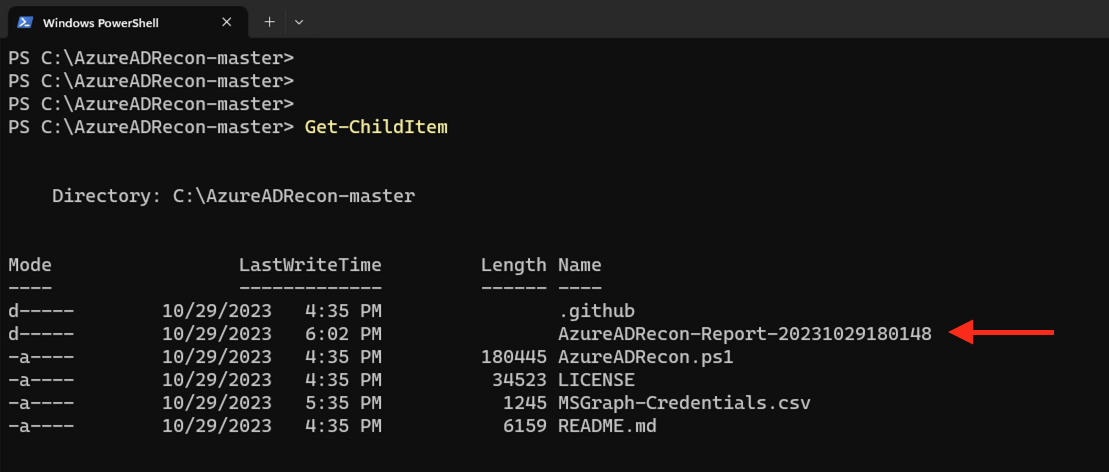 Windows PowerShell
PS C:\AzureADRecon-master>
PS C:\AzureADRecon-master>
PS C:\AzureADRecon-master>
PS C:\AzureADRecon-master> Get-ChildItem
Directory: C:\AzureADRecon-master
Mode LastWriteTime Length Name
---- ------------- ------ ----
d----- 10/29/2023 4:35 PM .github
d----- 10/29/2023 6:02 PM AzureADRecon-Report-20231029180148
-a---- 10/29/2023 4:35 PM 180445 AzureADRecon.ps1
-a---- 10/29/2023 4:35 PM 34523 LICENSE
-a---- 10/29/2023 5:35 PM 1245 MSGraph-Credentials.csv
-a---- 10/29/2023 4:35 PM 6159 README.md